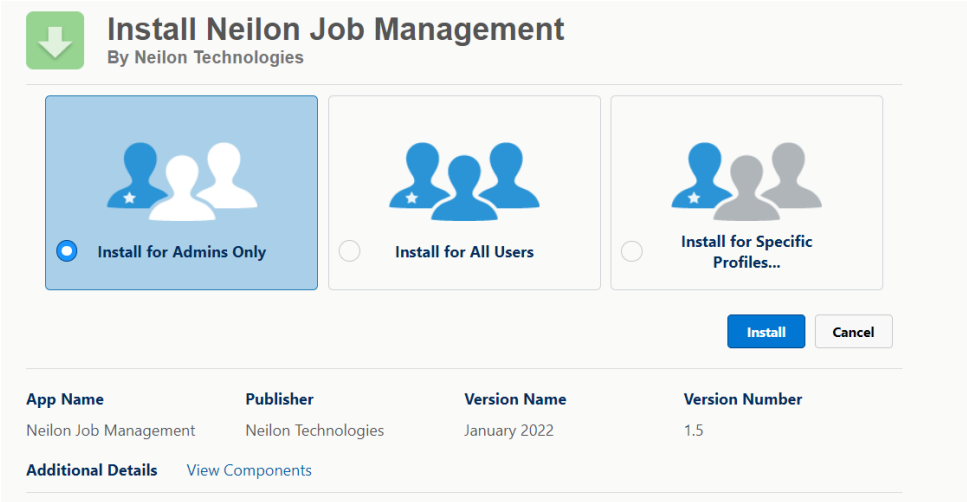 Install Neilon Job Management
By Neilon Technologies
Install for Admins Only
Install for All Users
Install for Specific
Profiles...
Install
Cancel
App Name
Publisher
Version Name
Version Number
Neilon Job Management
Neilon Technologies
January 2022
1.5
Additional Details
View Components